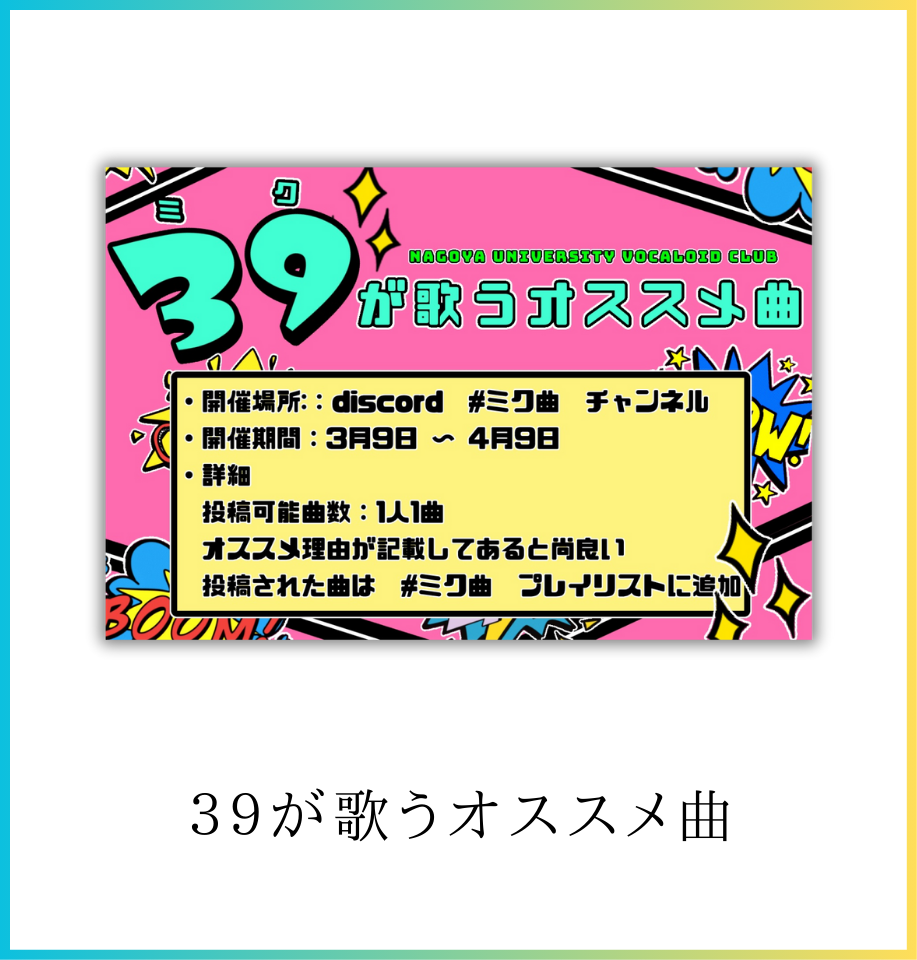 ミク
39
NAGOYA UNIVERSITY VOCALOID CLUB
が歌うオススメ曲
・開催場所:：discord　#ミク曲　チャンネル
・開催期間：3月9日 ～ 4月9日
・詳細
投稿可能曲数：1人1曲
オススメ理由が記載してあると尚良い
投稿された曲は　#ミク曲　プレイリストに追加
BOOM!
OW!
39が歌うオススメ曲